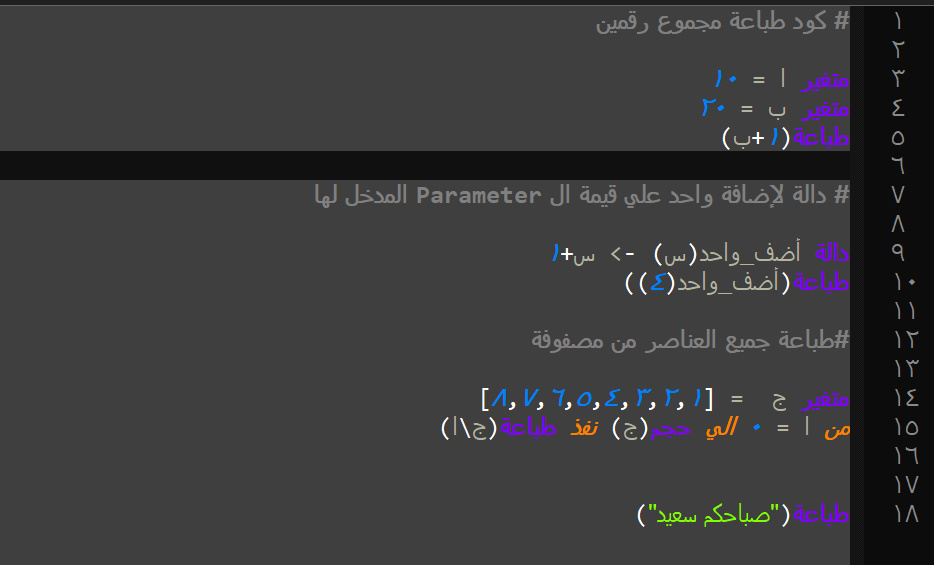 ١
# كود طباعة مجموع رقمين
٢
٣
متغير ا = ١٠
٤
متغير ب = ٢٠
٥
طباعة(١+ب)
٦
٧
# دالة لإضافة واحد علي قيمة ال Parameter المدخل لها
٨
٩
دالة أضف_واحد(س) -> س+١
١٠
طباعة(أضف_واحد(٤))
١١
١٢
#طباعة جميع العناصر من مصفوفة
١٣
١٤
متغير ج = [١,٢,٣,٤,٥,٦,٧,٨]
١٥
من ا = ٠ الي حجم(ج) نفذ طباعة(ج\ا)
١٦
١٧
١٨
طباعة("صباحكم سعيد")